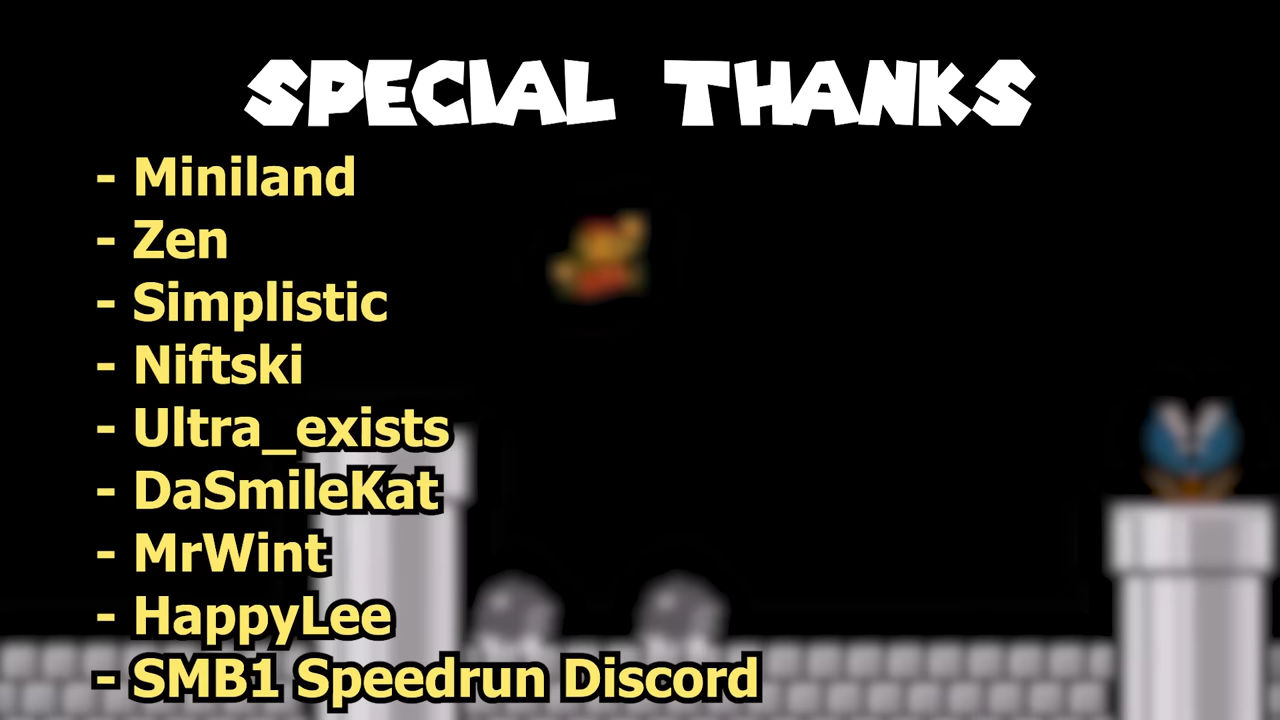 SPECIAL THANKS
- Miniland
- Zen
- Simplistic
- Niftski
- Ultra_exists
- DaSmileKat
- MrWint
- HappyLee
- SMB1 Speedrun Discord